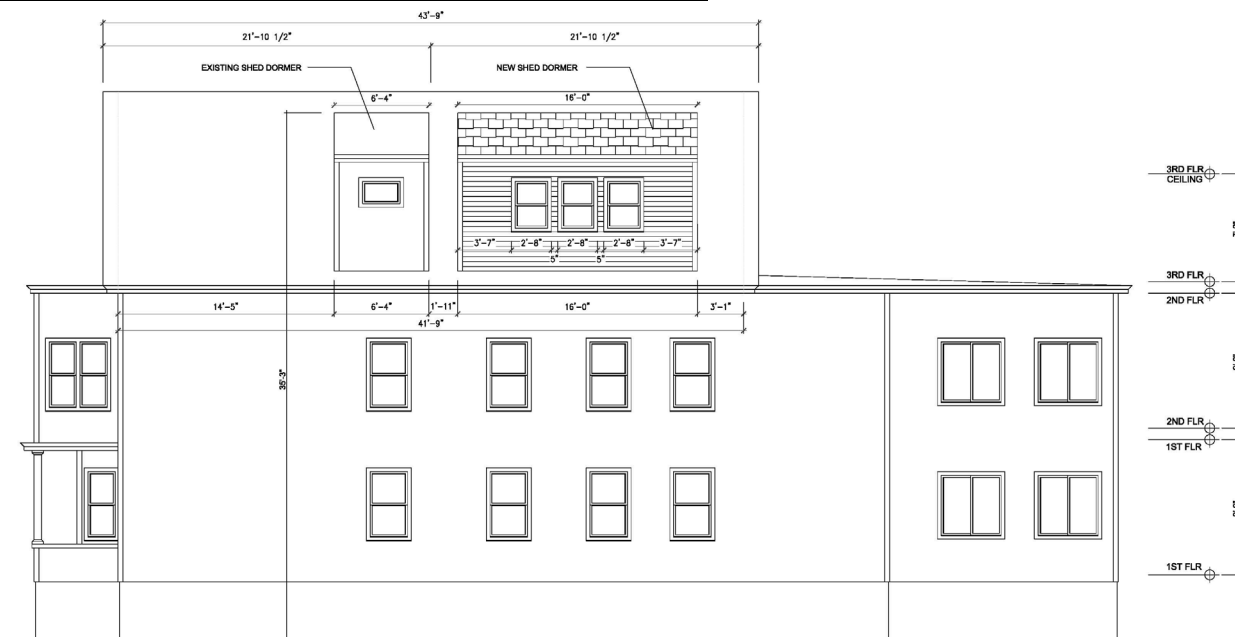 43'-9"
21'-10 1/2" 21'-10 1/2"
EXISTING SHED DORMER NEW SHED DORMER
6'-4" 16'-0"
3RD FLR
CEILING
3'-7" 2'-8" 2'-8" 2'-8" 3'-7"
5" 5"
3RD FLR
2ND FLR
14'-5" 6'-4" 1'-11" 16'-0" 3'-1"
41'-9"
35'-3"
2ND FLR
1ST FLR
1ST FLR